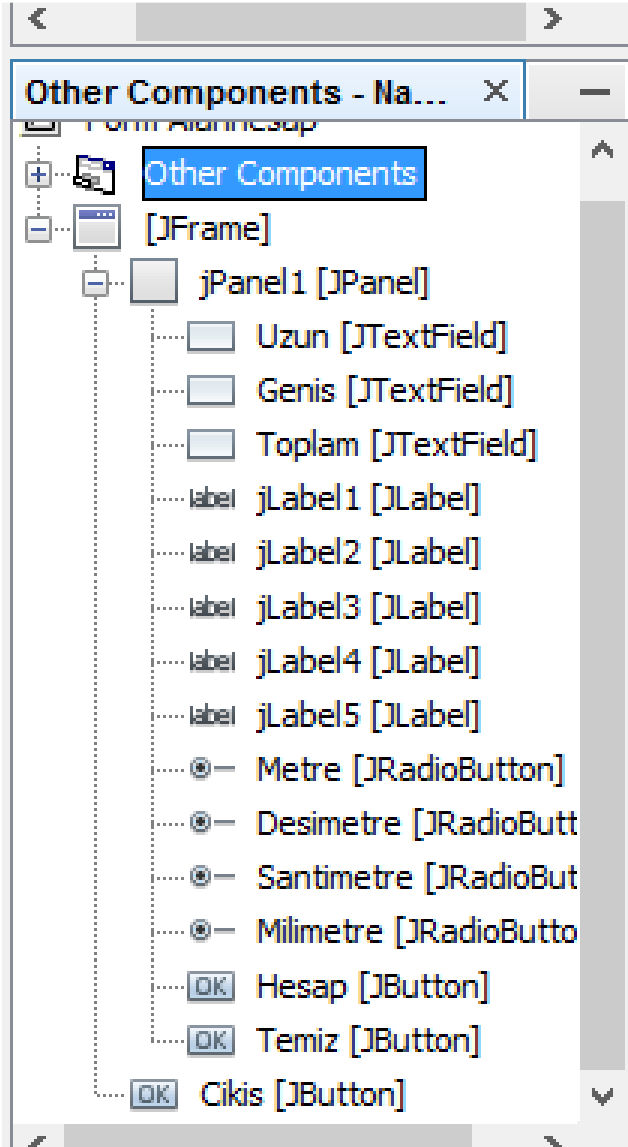 Other Components - Na...
Form AlanHesap
Other Components
[JFrame]
jPanel1 [JPanel]
Uzun [JTextField]
Genis [JTextField]
Toplam [JTextField]
label jLabel1 [JLabel]
label jLabel2 [JLabel]
label jLabel3 [JLabel]
label jLabel4 [JLabel]
label jLabel5 [JLabel]
Metre [JRadioButton]
Desimetre [JRadioButt
Santimetre [JRadioBut
Milimetre [JRadioButto
OK Hesap [JButton]
OK Temiz [JButton]
OK Cikis [JButton]